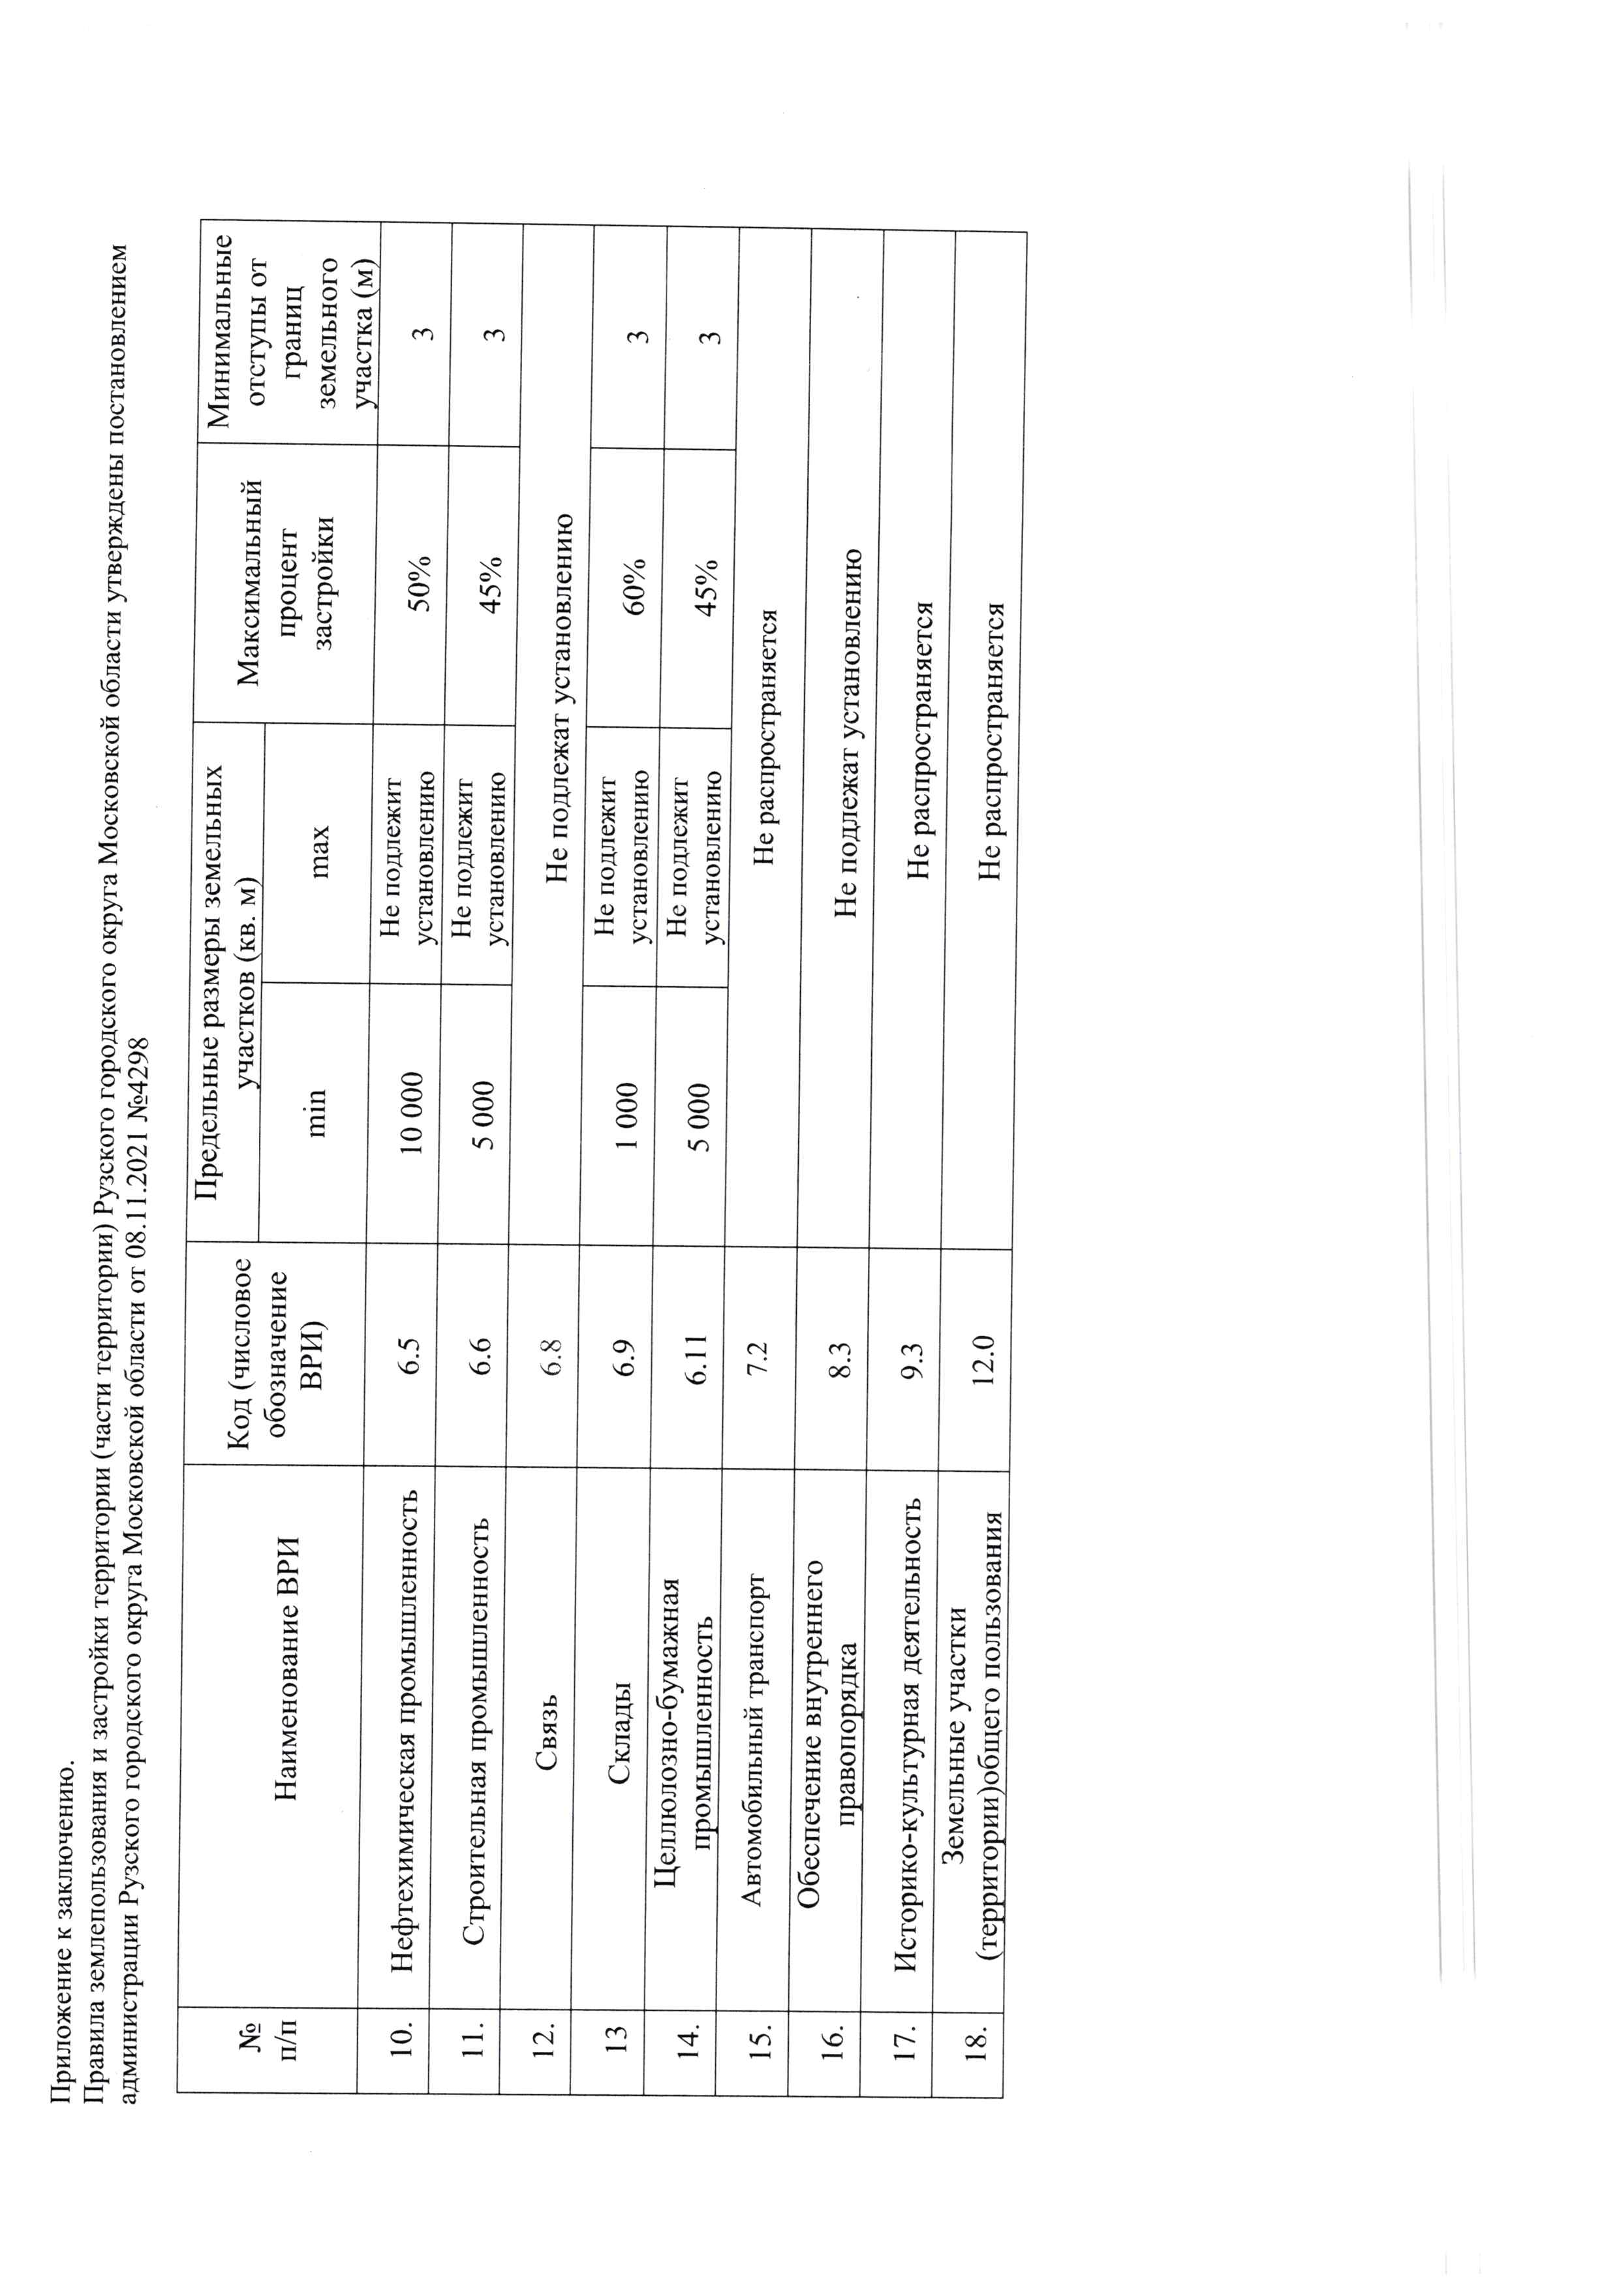 Приложение к заключению.
Правила землепользования и застройки территории (части территории) Рузского городского округа Московской области утверждены постановлением
администрации Рузского городского округа Московской области от 08.11.2021 №4298
№
п/п
Наименование ВРИ
Код (числовое
обозначение
ВРИ)
Предельные размеры земельных
участков (кв. м)
min
max
Максимальный
процент
застройки
Минимальные
отступы от
границ
земельного
участка (м)
10.
Нефтехимическая промышленность
6.5
10 000
Не подлежит
установлению
50%
3
11.
Строительная промышленность
6.6
5 000
Не подлежит
установлению
45%
3
12.
Связь
6.8
Не подлежат установлению
13
Склады
6.9
1 000
Не подлежит
установлению
60%
3
14.
Целлюлозно-бумажная
промышленность
6.11
5 000
Не подлежит
установлению
45%
3
15.
Автомобильный транспорт
7.2
Не распространяется
16.
Обеспечение внутреннего
правопорядка
8.3
Не подлежат установлению
17.
Историко-культурная деятельность
9.3
Не распространяется
18.
Земельные участки
(территории)общего пользования
12.0
Не распространяется